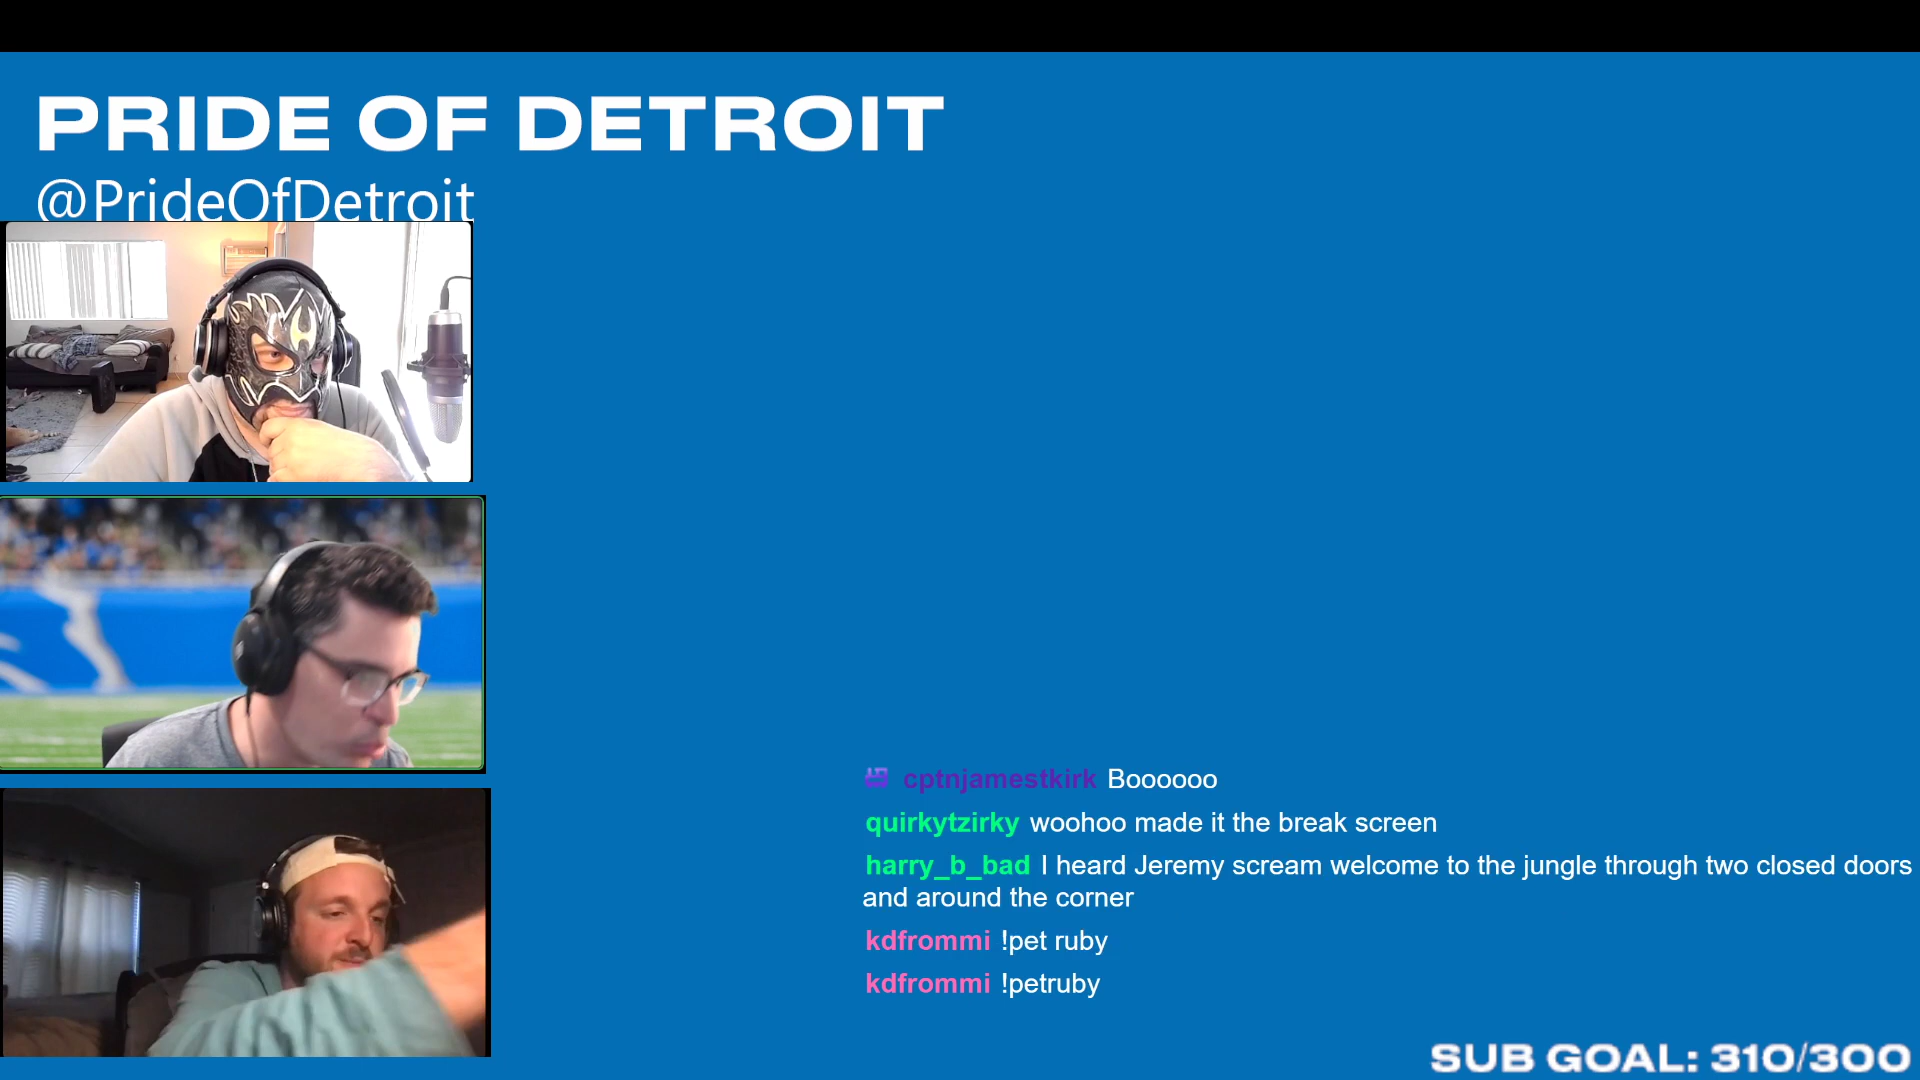 PRIDE OF DETROIT
@PrideOfDetroit
cptnjamestkirk Boooooo
quirkytzirky woohoo made it the break screen
harry_b_bad I heard Jeremy scream welcome to the jungle through two closed doors
and around the corner
kdfrommi !pet ruby
kdfrommi !petruby
SUB GOAL: 310/300